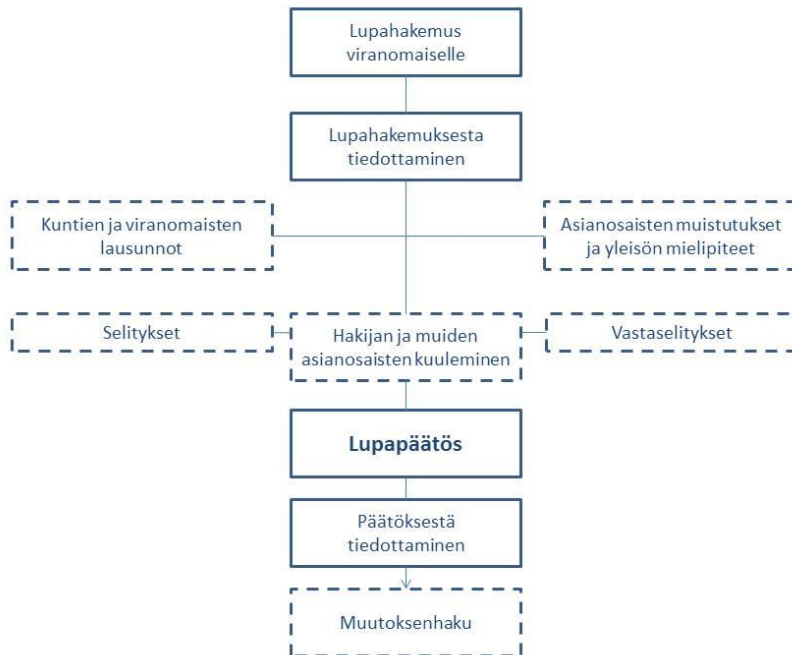 Lupahakemus
viranomaiselle
Lupahakemuksesta
tiedottaminen
Kuntien ja viranomaisten
lausunnot
Asianosaisten muistutukset
ja yleisön mielipiteet
Selitykset
Hakijan ja muiden
asianosaisten kuuleminen
Vastaselitykset
Lupapäätös
Päätöksestä
tiedottaminen
Muutoksenhaku